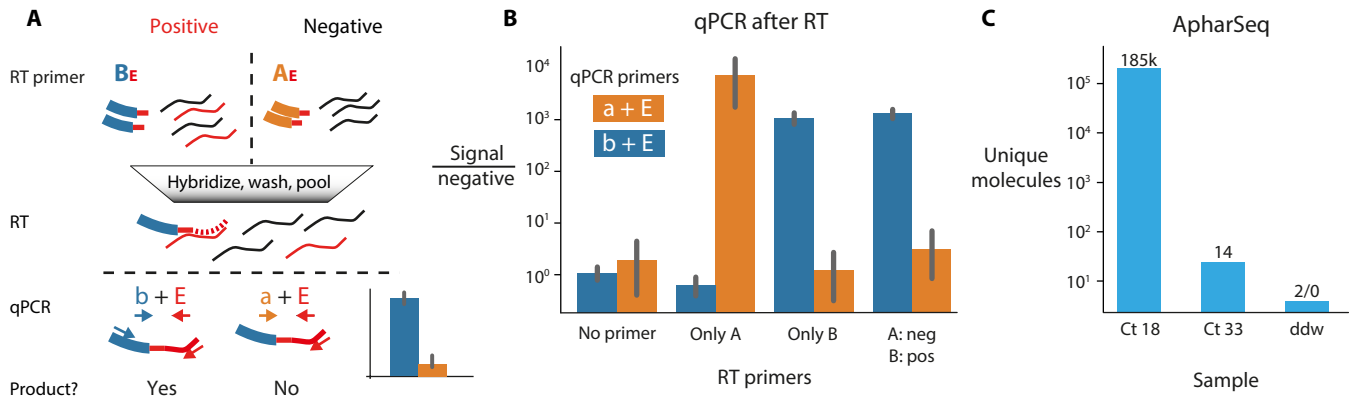 A
Positive
Negative
RT primer
BE
AE
Hybridize, wash, pool
RT
qPCR
b + E
a + E
Product?
Yes
No
B
qPCR after RT
Signal
negative
10⁴
10³
10²
10¹
10⁰
qPCR primers
a + E
b + E
No primer
Only A
Only B
A: neg
B: pos
RT primers
C
ApharSeq
Unique
molecules
10⁵
10⁴
10³
10²
10¹
185k
14
2/0
Ct 18
Ct 33
ddw
Sample